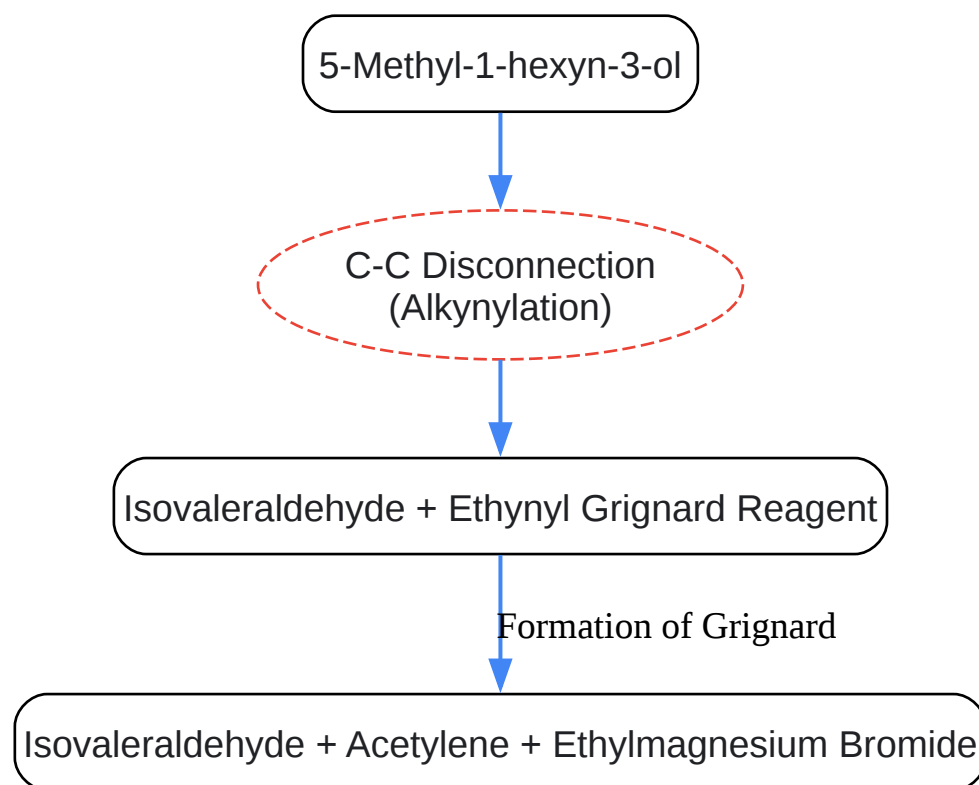 5-Methyl-1-hexyn-3-ol
C-C Disconnection
(Alkynylation)
Isovaleraldehyde + Ethynyl Grignard Reagent
Formation of Grignard
Isovaleraldehyde + Acetylene + Ethylmagnesium Bromide